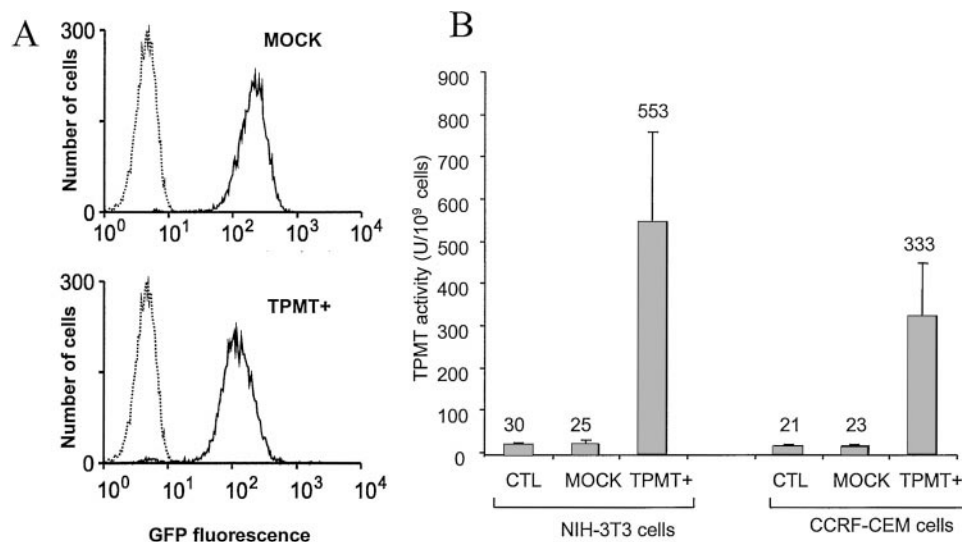 A
300
MOCK
Number of cells
0
10^0 10^1 10^2 10^3 10^4
300
TPMT+
Number of cells
0
10^0 10^1 10^2 10^3 10^4
GFP fluorescence
B
TPMT activity (U/10^9 cells)
900
800
700
600
500
400
300
200
100
0
30 25 553 21 23 333
CTL MOCK TPMT+ CTL MOCK TPMT+
NIH-3T3 cells CCRF-CEM cells